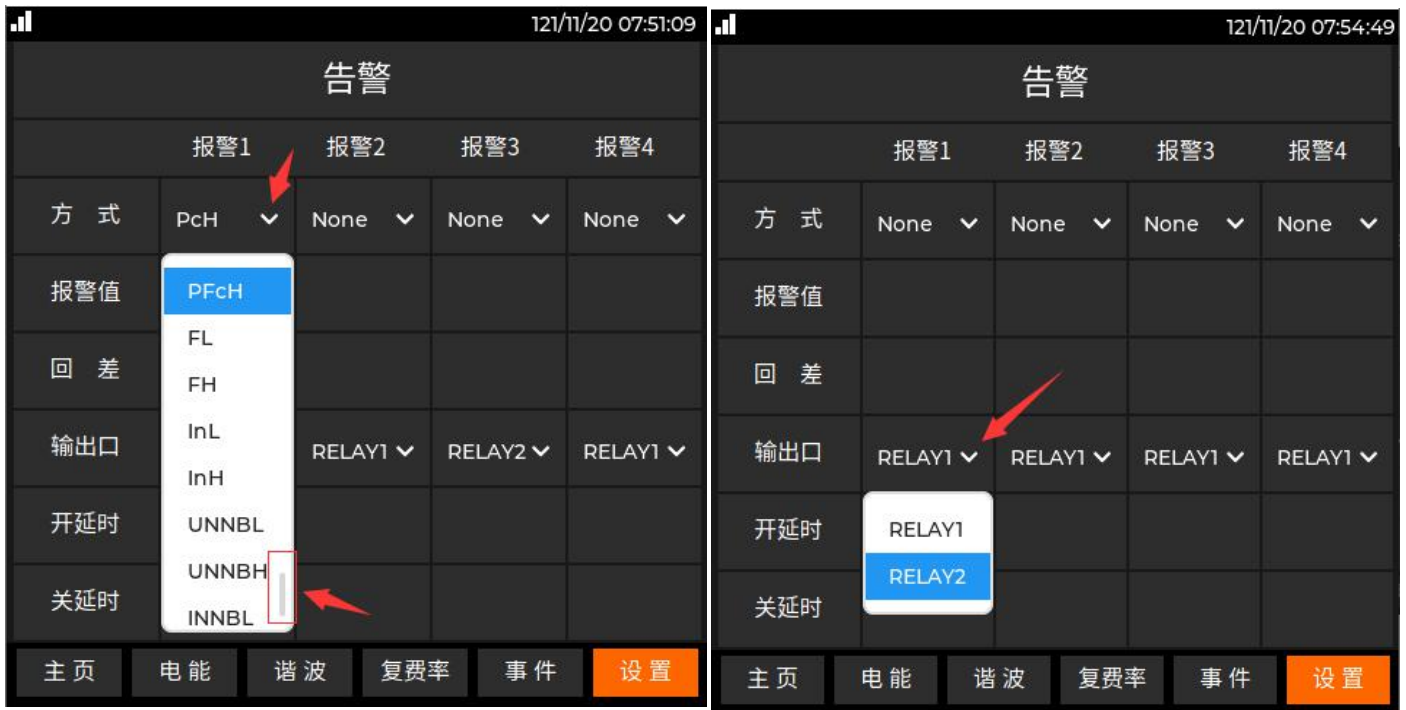 121/11/20 07:51:09
告警
报警1 报警2 报警3 报警4
方 式 PcH None None None
报警值 PFcH
FL
回 差 FH
InL
输出口 RELAY1 RELAY2 RELAY1
InH
开延时 UNNBL
UNNBH
关延时 INNBL
主 页 电 能 谐 波 复费率 事 件 设 置
121/11/20 07:54:49
告警
报警1 报警2 报警3 报警4
方 式 None None None None
报警值
回 差
输出口 RELAY1 RELAY1 RELAY1 RELAY1
开延时 RELAY1
RELAY2
关延时
主 页 电 能 谐 波 复费率 事 件 设 置